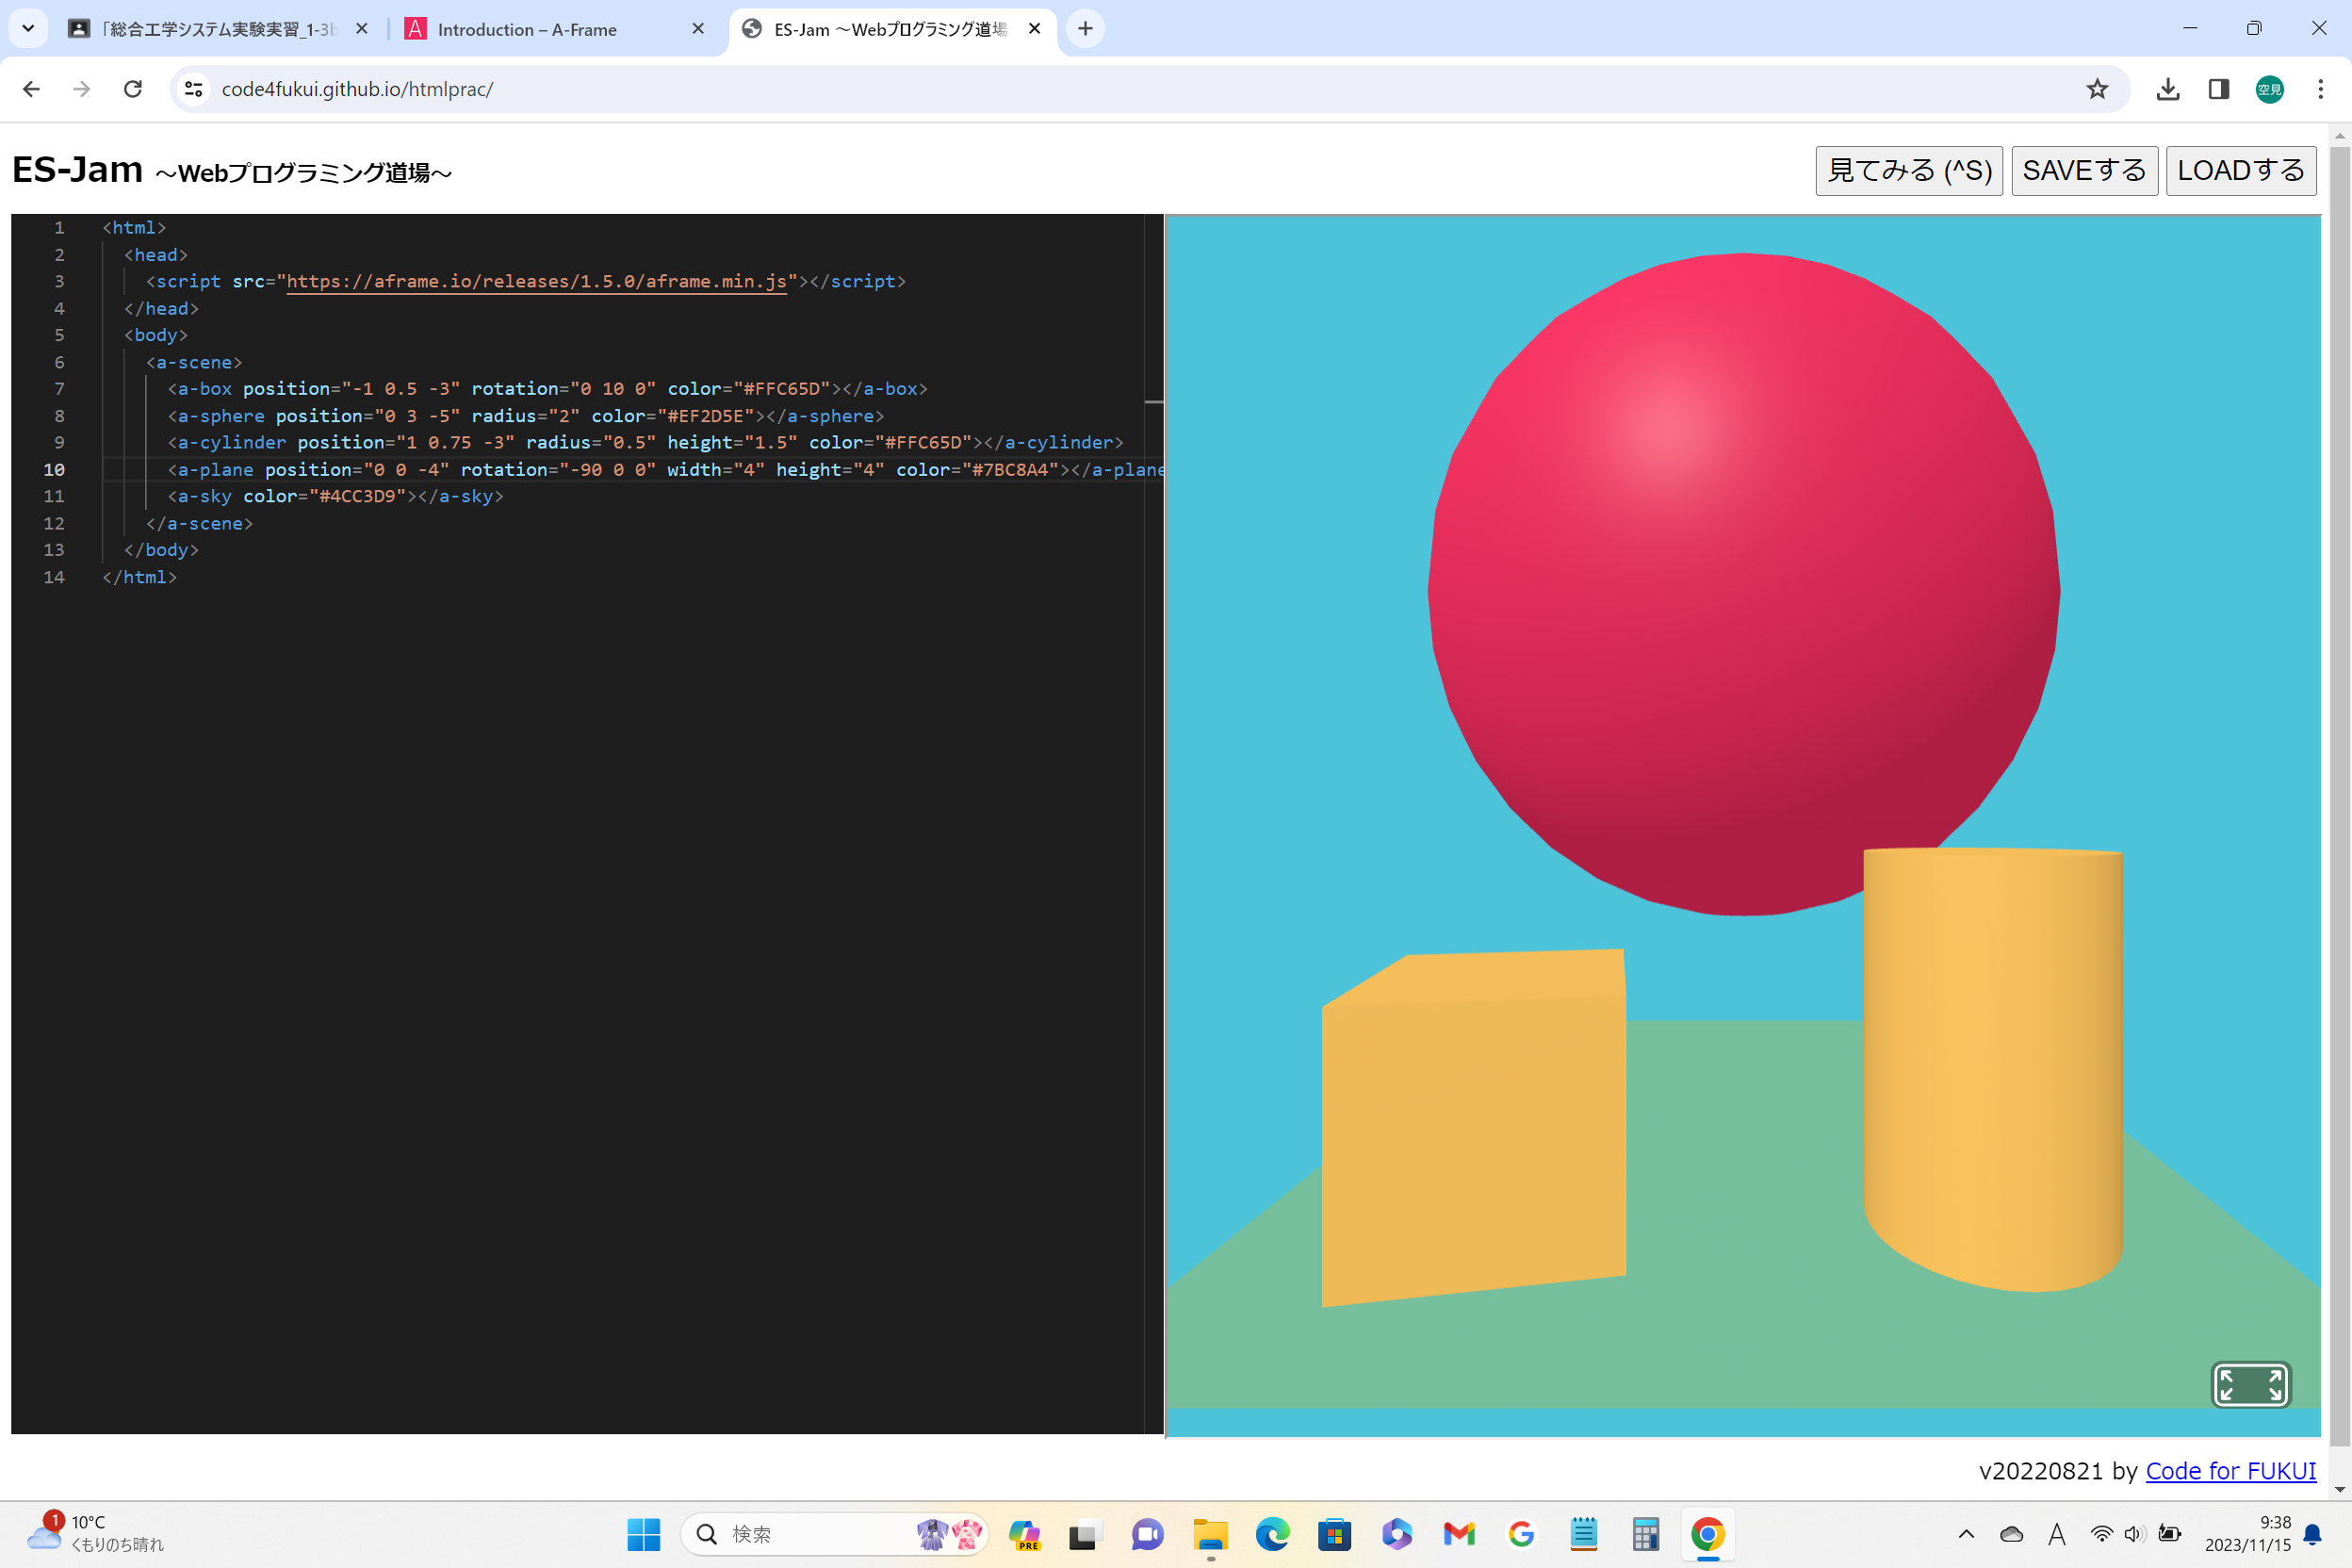 「総合工学システム実験実習_1-3b
Introduction – A-Frame
ES-Jam ～Webプログラミング道場
code4fukui.github.io/htmlprac/
空見
ES-Jam ～Webプログラミング道場～
見てみる (^S)
SAVEする
LOADする
1 <html>
2 <head>
3 <script src="https://aframe.io/releases/1.5.0/aframe.min.js"></script>
4 </head>
5 <body>
6 <a-scene>
7 <a-box position="-1 0.5 -3" rotation="0 10 0" color="#FFC65D"></a-box>
8 <a-sphere position="0 3 -5" radius="2" color="#EF2D5E"></a-sphere>
9 <a-cylinder position="1 0.75 -3" radius="0.5" height="1.5" color="#FFC65D"></a-cylinder>
10 <a-plane position="0 0 -4" rotation="-90 0 0" width="4" height="4" color="#7BC8A4"></a-plane
11 <a-sky color="#4CC3D9"></a-sky>
12 </a-scene>
13 </body>
14 </html>
v20220821 by Code for FUKUI
1
10°C
くもりのち晴れ
検索
PRE
A
9:38
2023/11/15